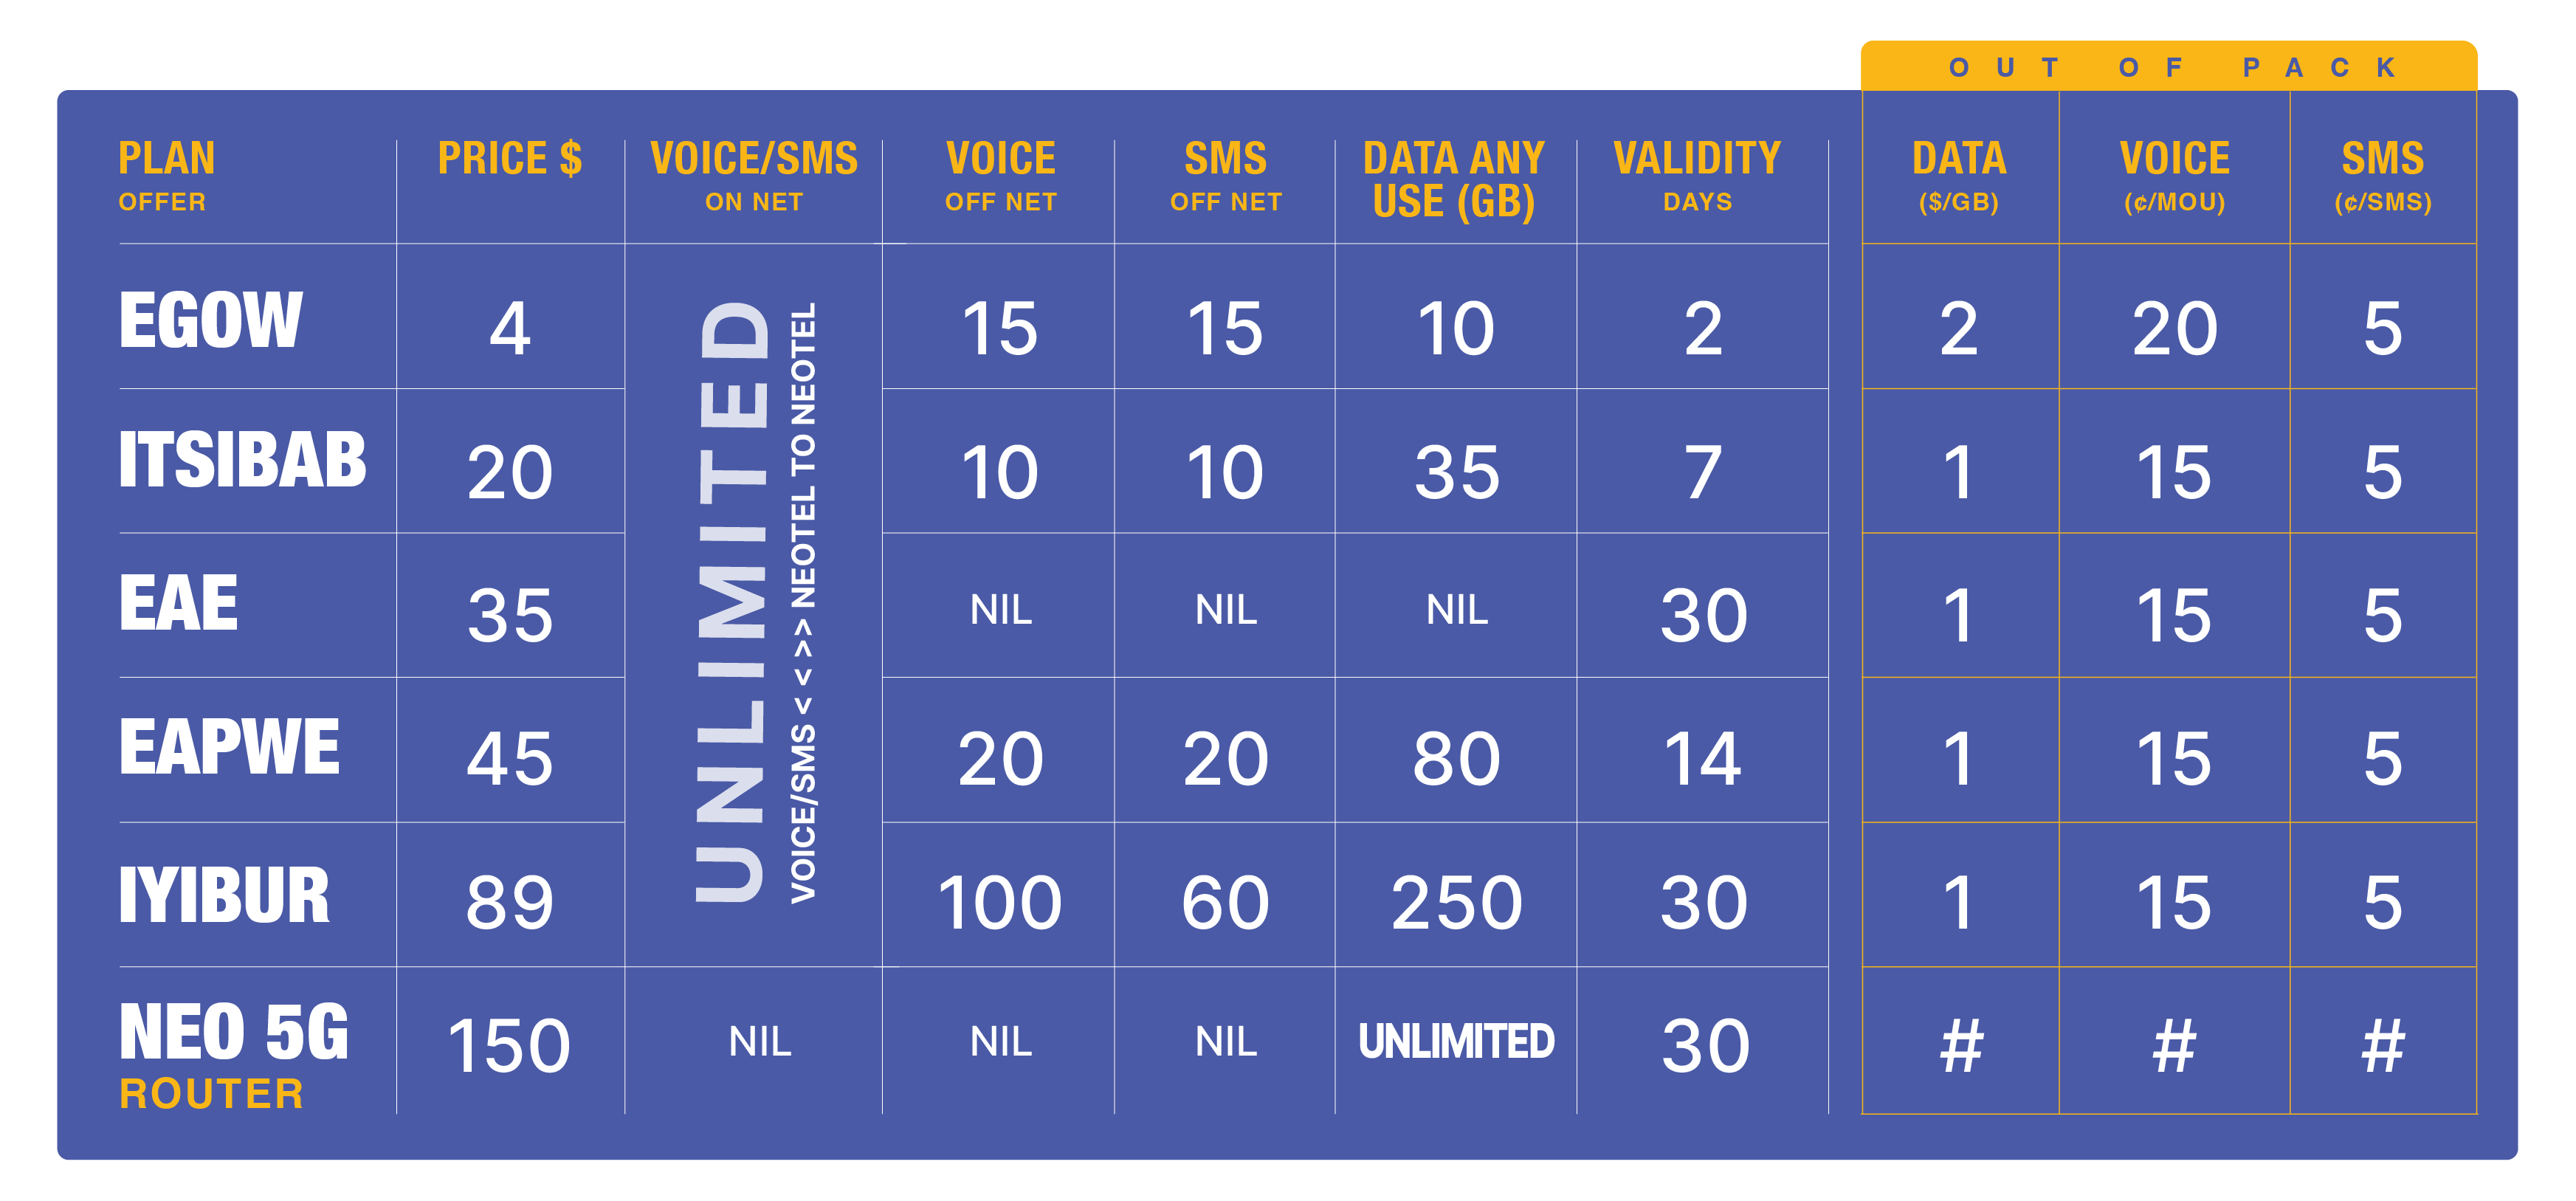 OUT OF PACK
PLAN PRICE $ VOICE/SMS VOICE SMS DATA ANY VALIDITY DATA VOICE SMS
OFFER ON NET OFF NET OFF NET USE (GB) DAYS ($/GB) (¢/MOU) (¢/SMS)
EGOW 4 15 15 10 2 2 20 5
ITSIBAB 20 10 10 35 7 1 15 5
EAE 35 NIL NIL NIL 30 1 15 5
EAPWE 45 20 20 80 14 1 15 5
IYIBUR 89 100 60 250 30 1 15 5
UNLIMITED
VOICE/SMS < < >> NEOTEL TO NEOTEL
NEO 5G 150 NIL NIL NIL UNLIMITED 30 # # #
ROUTER